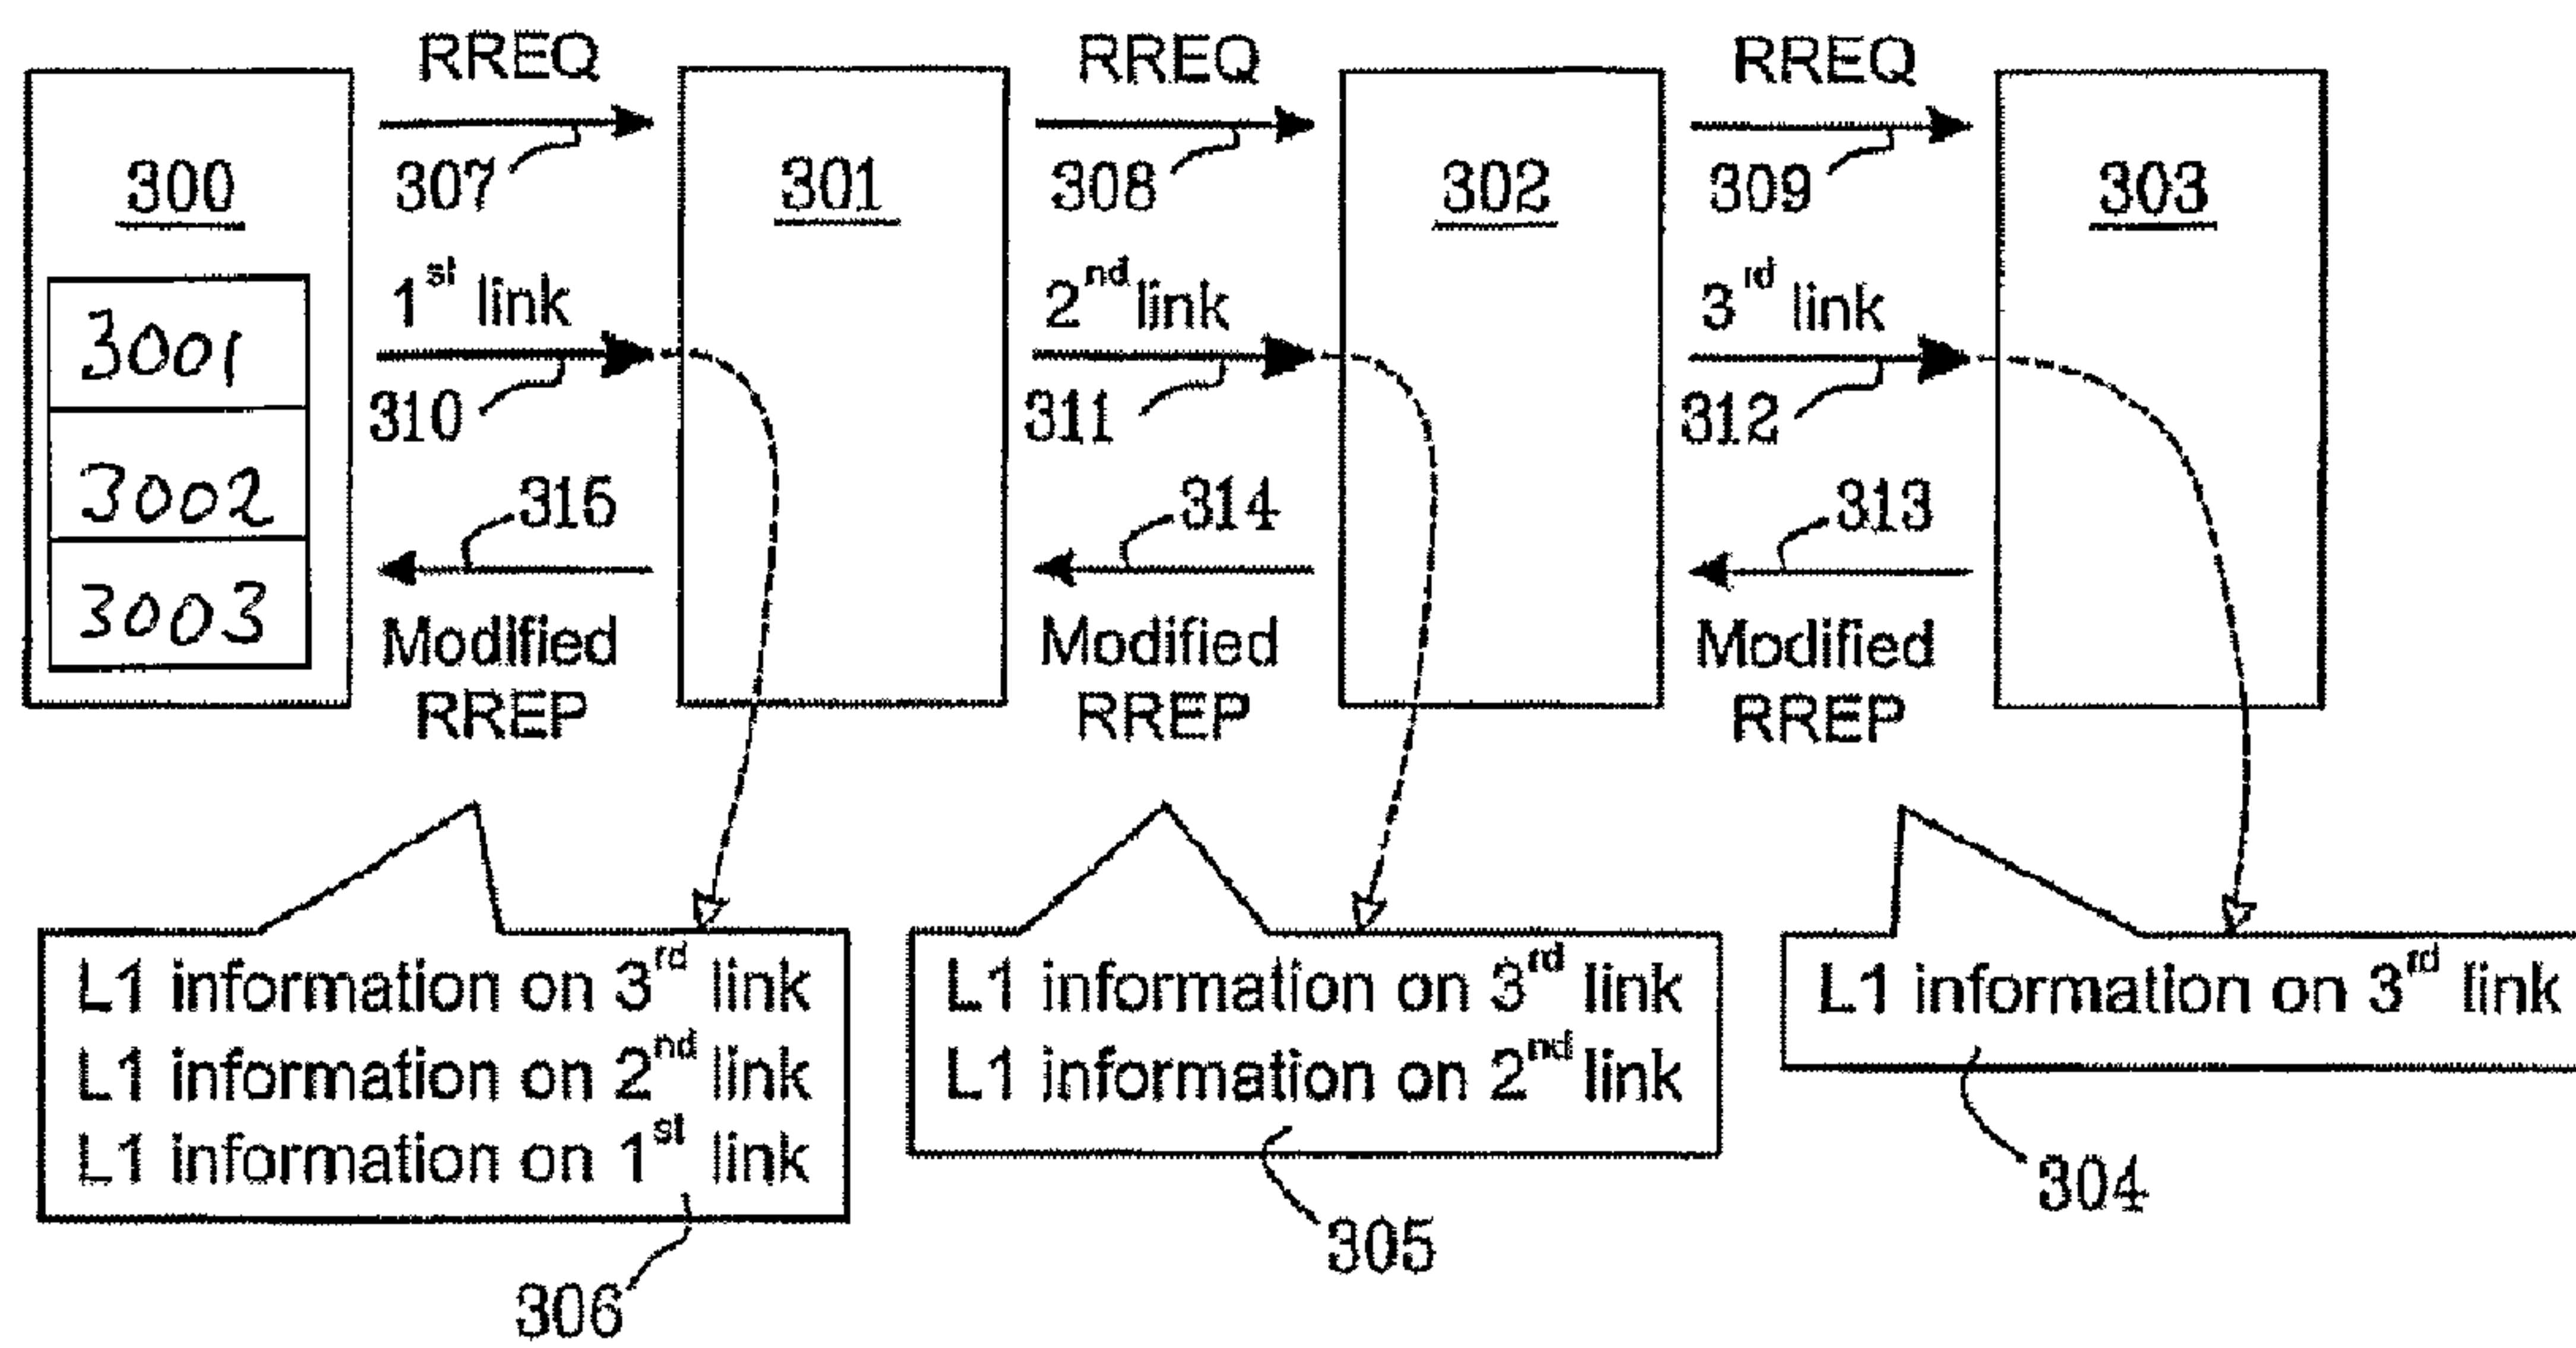 RREQ
RREQ
RREQ
300
307
301
308
302
309
303
1st link
2nd link
3rd link
3001
310
311
312
3002
315
314
313
3003
Modified
RREP
Modified
RREP
Modified
RREP
L1 information on 3rd link
L1 information on 2nd link
L1 information on 1st link
306
L1 information on 3rd link
L1 information on 2nd link
305
L1 information on 3rd link
304